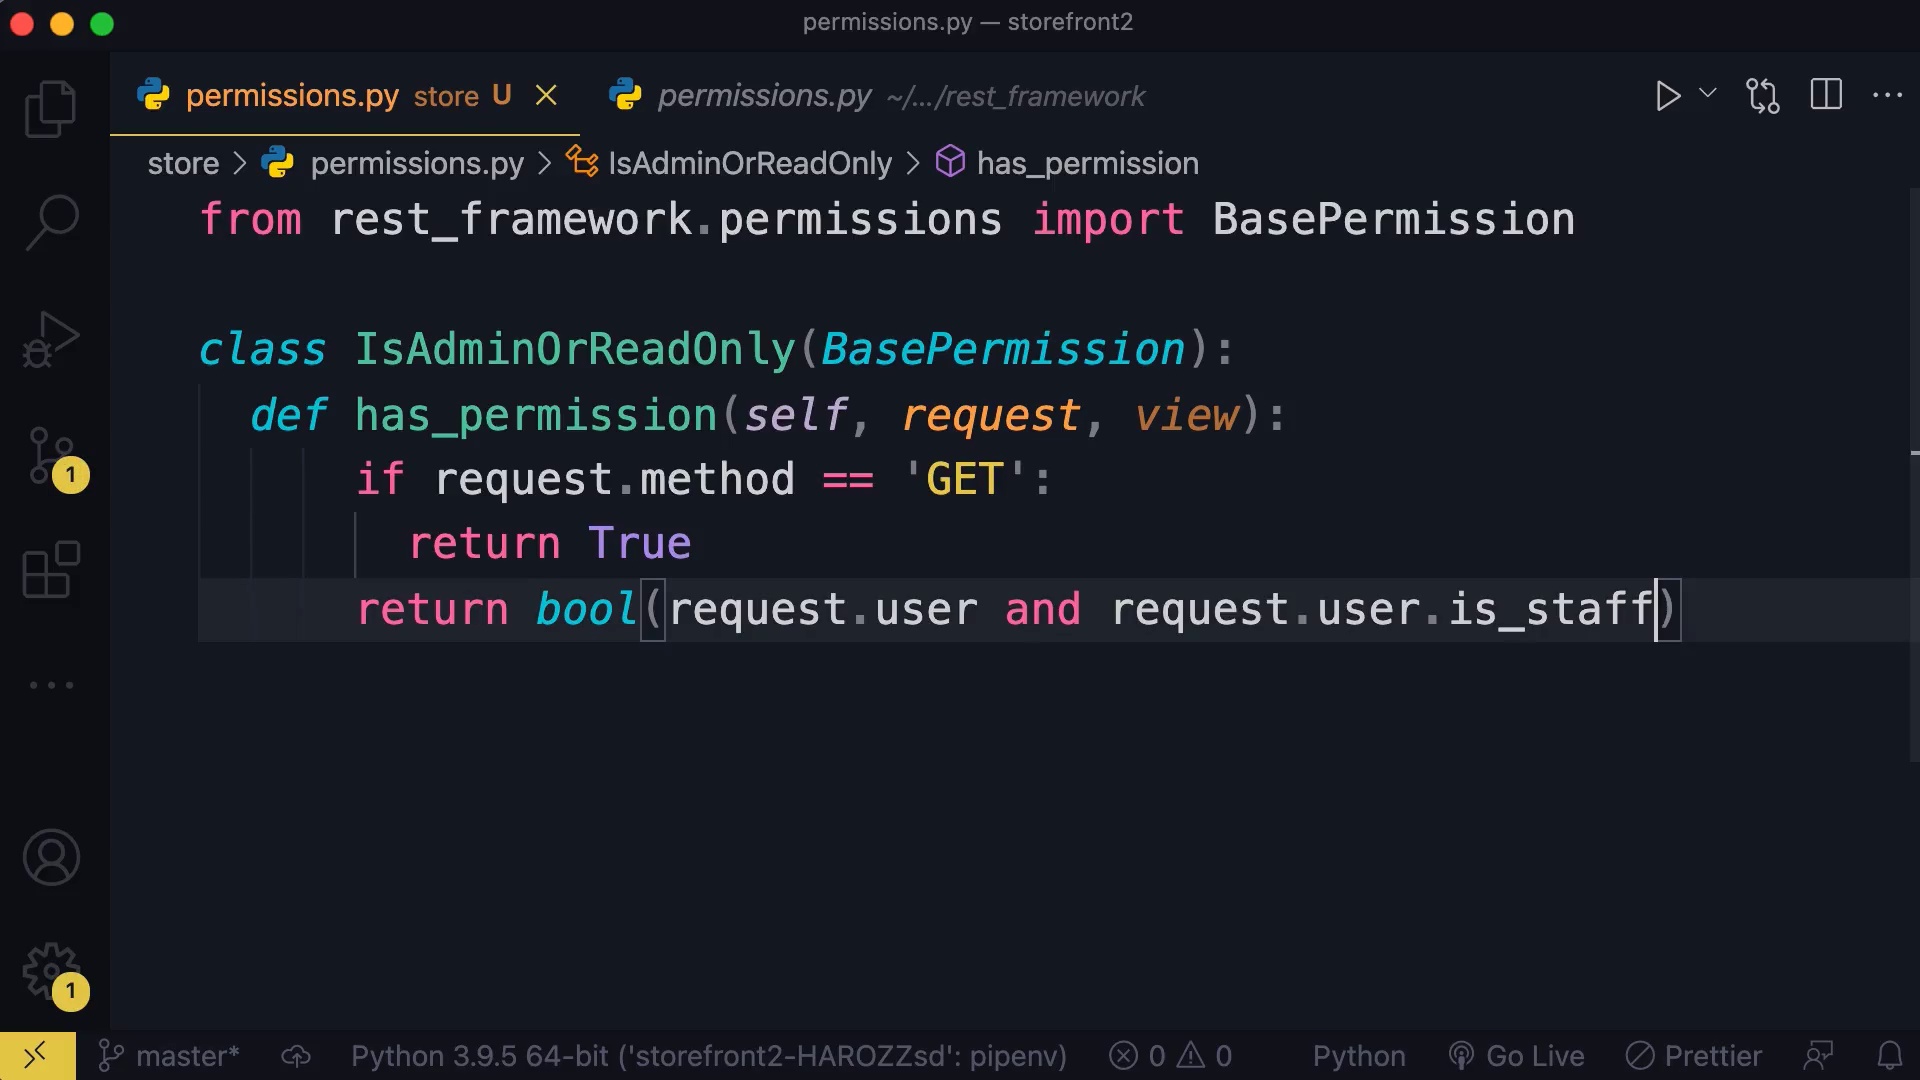 permissions.py — storefront2
permissions.py store U permissions.py ~/.../rest_framework
store > permissions.py > IsAdminOrReadOnly > has_permission
from rest_framework.permissions import BasePermission
class IsAdminOrReadOnly(BasePermission):
def has_permission(self, request, view):
if request.method == 'GET':
return True
return bool(request.user and request.user.is_staff)
1
1
master* Python 3.9.5 64-bit ('storefront2-HAROZZsd': pipenv) 0 0 Python Go Live Prettier